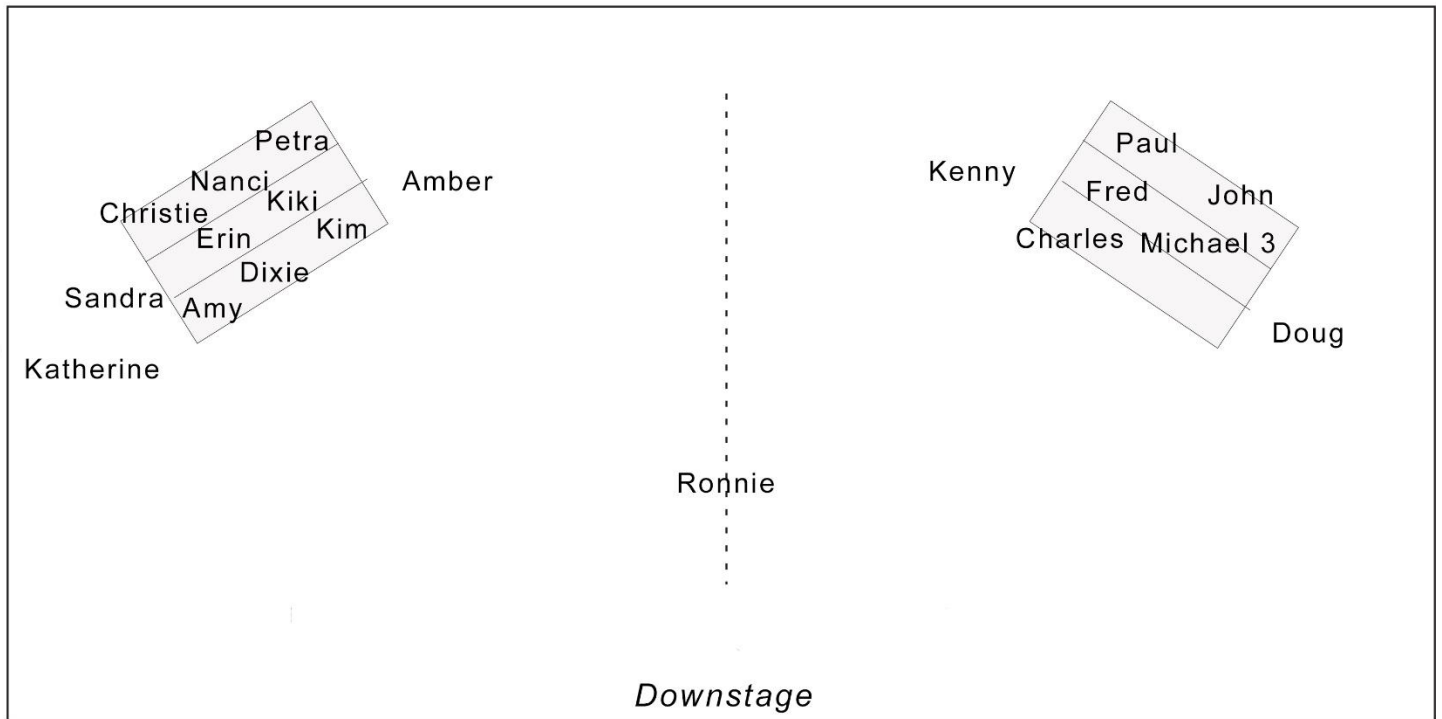 Petra
Nanci
Christie
Kiki
Erin
Kim
Dixie
Sandra
Amy
Katherine
Amber
Kenny
Paul
Fred
John
Charles
Michael 3
Doug
Ronnie
Downstage